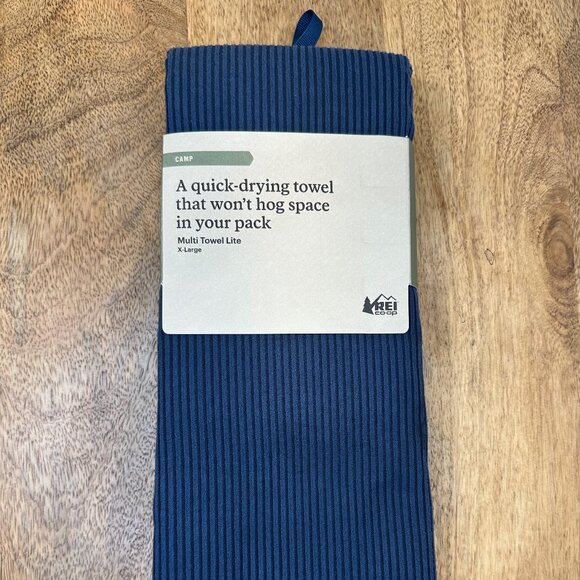 CAMP
A quick-drying towel
that won't hog space
in your pack
Multi Towel Lite
X-Large
REI
co-op